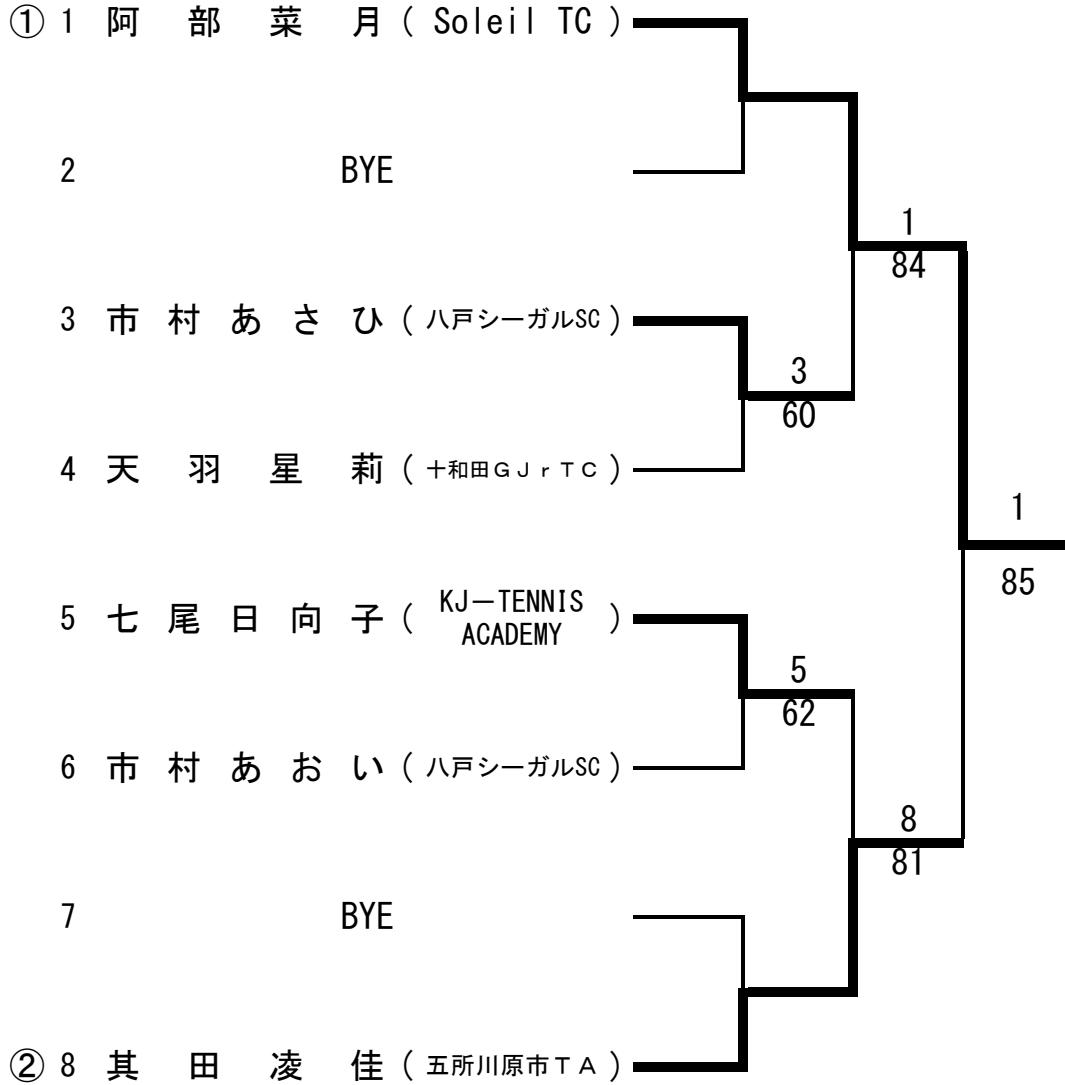 ① 1 阿部菜月 ( Soleil TC )
2 BYE
1
84
3 市村あさひ ( 八戸シーガルSC )
3
60
4 天羽星莉 ( 十和田ＧＪｒＴＣ )
1
85
5 七尾日向子 ( KJ－TENNIS
ACADEMY )
5
62
6 市村あおい ( 八戸シーガルSC )
8
81
7 BYE
② 8 其田凌佳 ( 五所川原市ＴＡ )